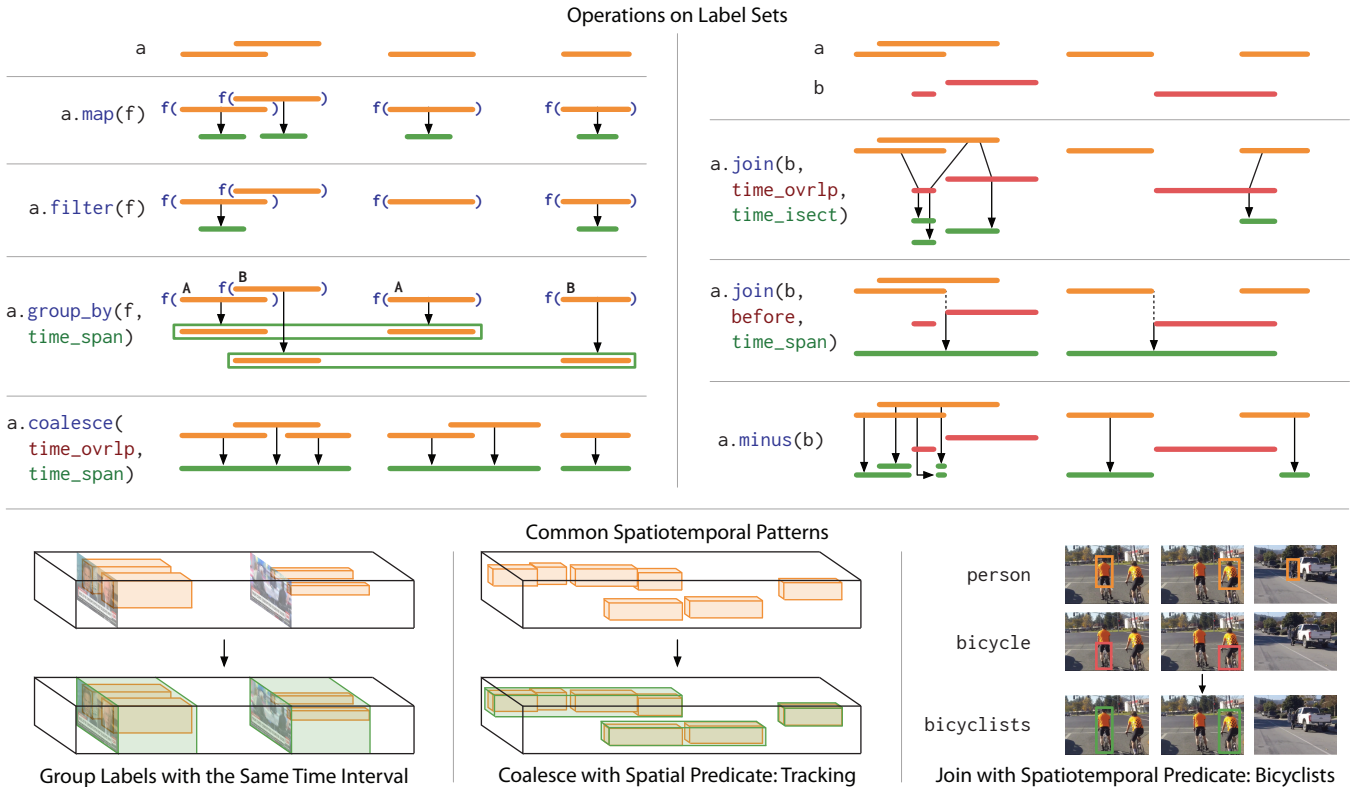 Operations on Label Sets
a
a.map(f)
f( )
f( )
f( )
f( )
a.filter(f)
f( )
f( )
f( )
f( )
a.group_by(f,
time_span)
A
B
A
B
f( )
f( )
f( )
f( )
a.coalesce(
time_ovrlp,
time_span)
a
b
a.join(b,
time_ovrlp,
time_isect)
a.join(b,
before,
time_span)
a.minus(b)
Common Spatiotemporal Patterns
Group Labels with the Same Time Interval
Coalesce with Spatial Predicate: Tracking
person
bicycle
bicyclists
Join with Spatiotemporal Predicate: Bicyclists